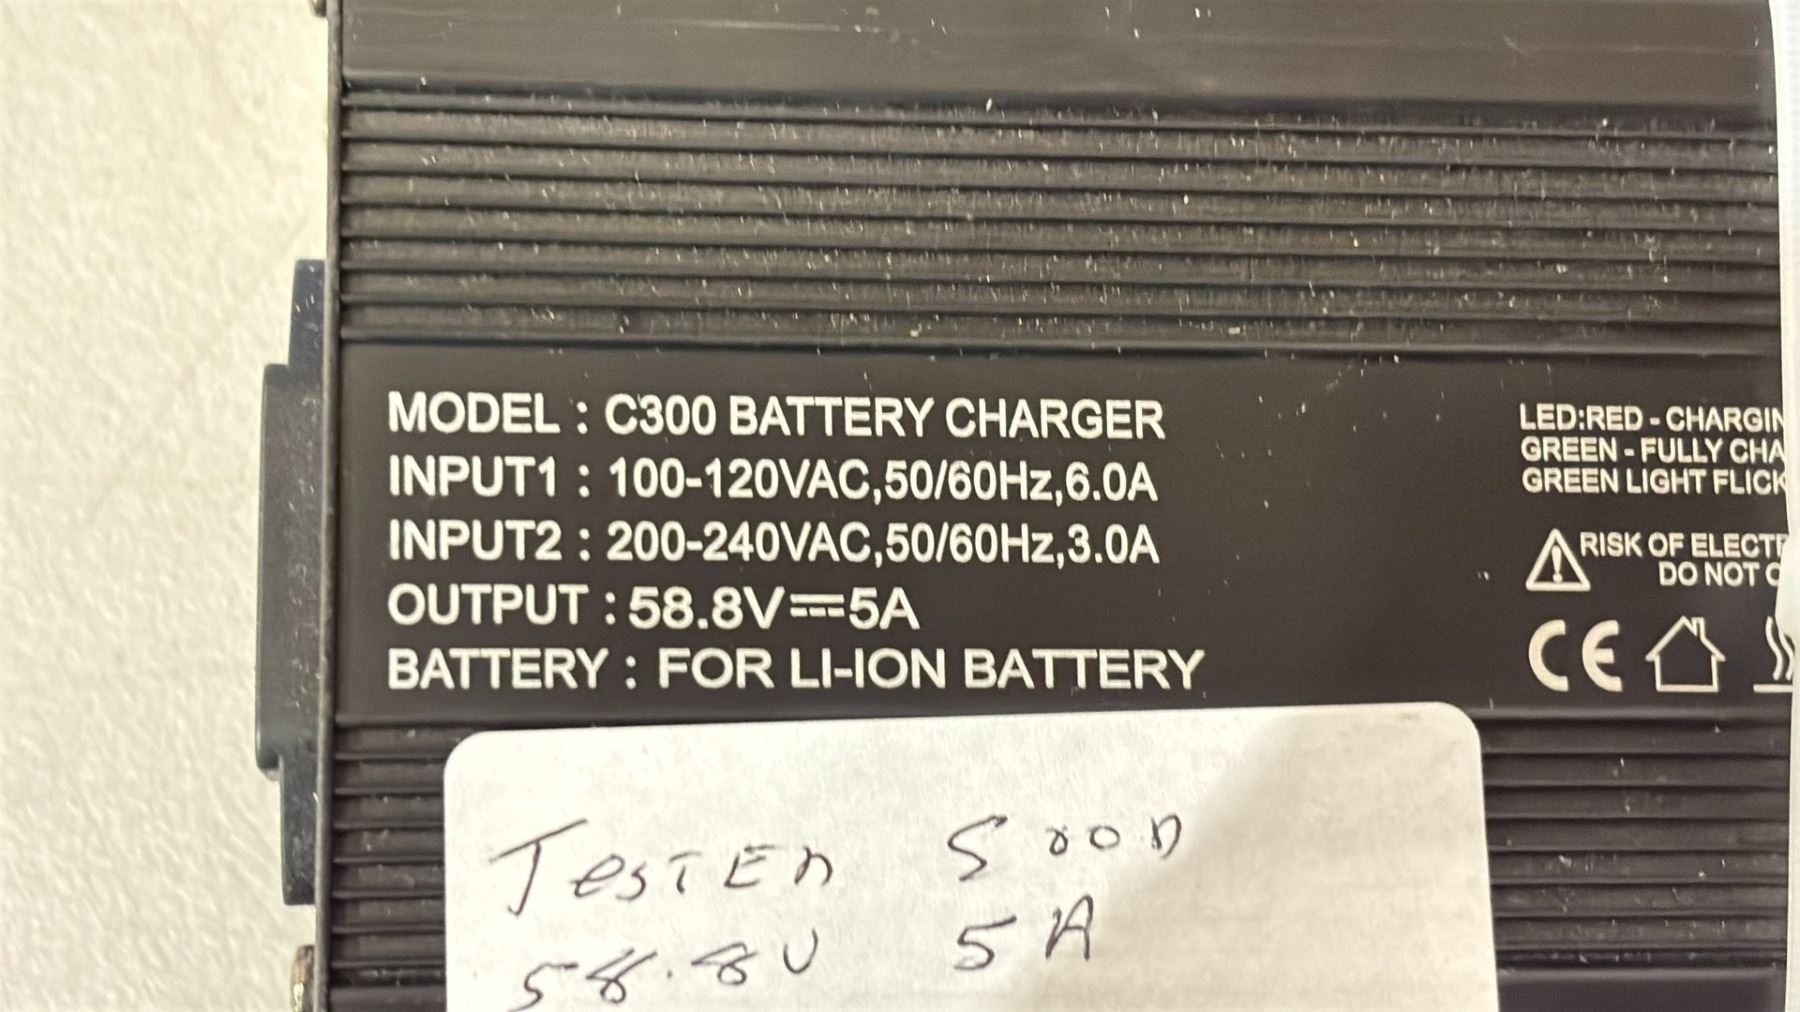 MODEL : C300 BATTERY CHARGER
INPUT1 : 100-120VAC,50/60Hz,6.0A
INPUT2 : 200-240VAC,50/60Hz,3.0A
OUTPUT : 58.8V⎓5A
BATTERY : FOR LI-ION BATTERY
LED:RED - CHARGIN
GREEN - FULLY CHA
GREEN LIGHT FLICK
RISK OF ELECT
DO NOT
CE
TESTED GOOD
58.8V 5A